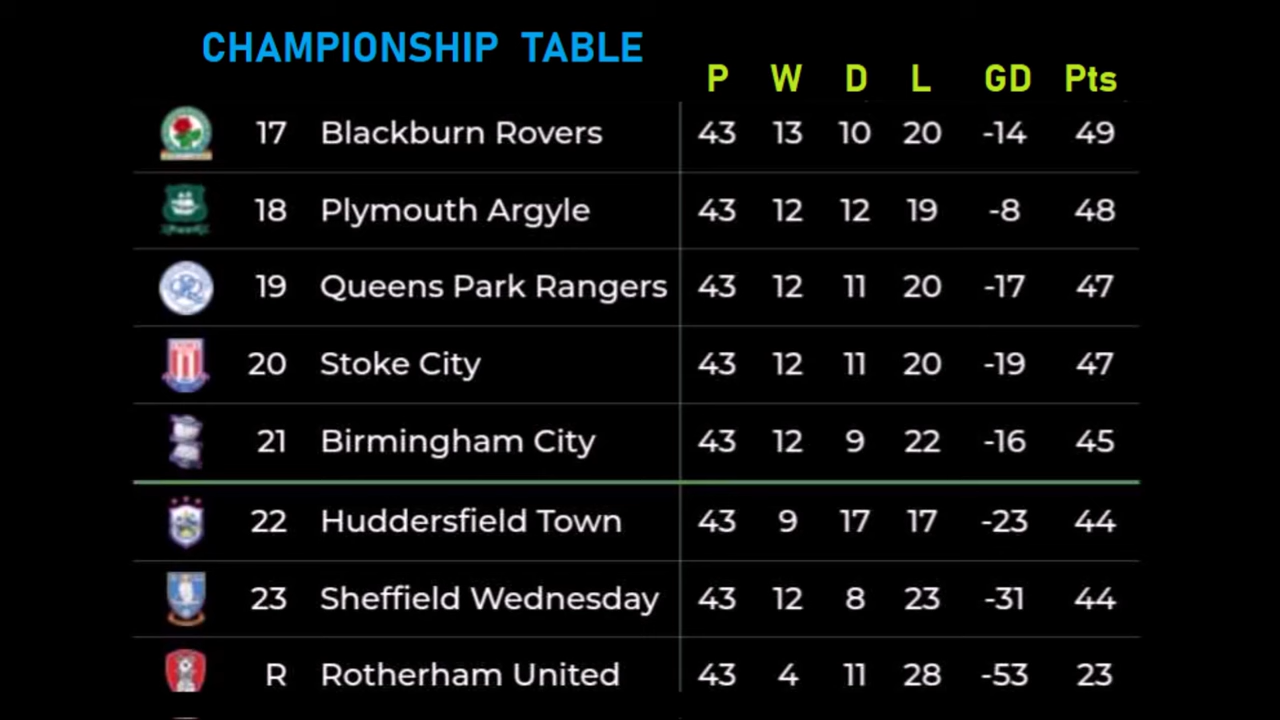 CHAMPIONSHIP TABLE
P W D L GD Pts
17 Blackburn Rovers 43 13 10 20 -14 49
18 Plymouth Argyle 43 12 12 19 -8 48
19 Queens Park Rangers 43 12 11 20 -17 47
20 Stoke City 43 12 11 20 -19 47
21 Birmingham City 43 12 9 22 -16 45
22 Huddersfield Town 43 9 17 17 -23 44
23 Sheffield Wednesday 43 12 8 23 -31 44
R Rotherham United 43 4 11 28 -53 23